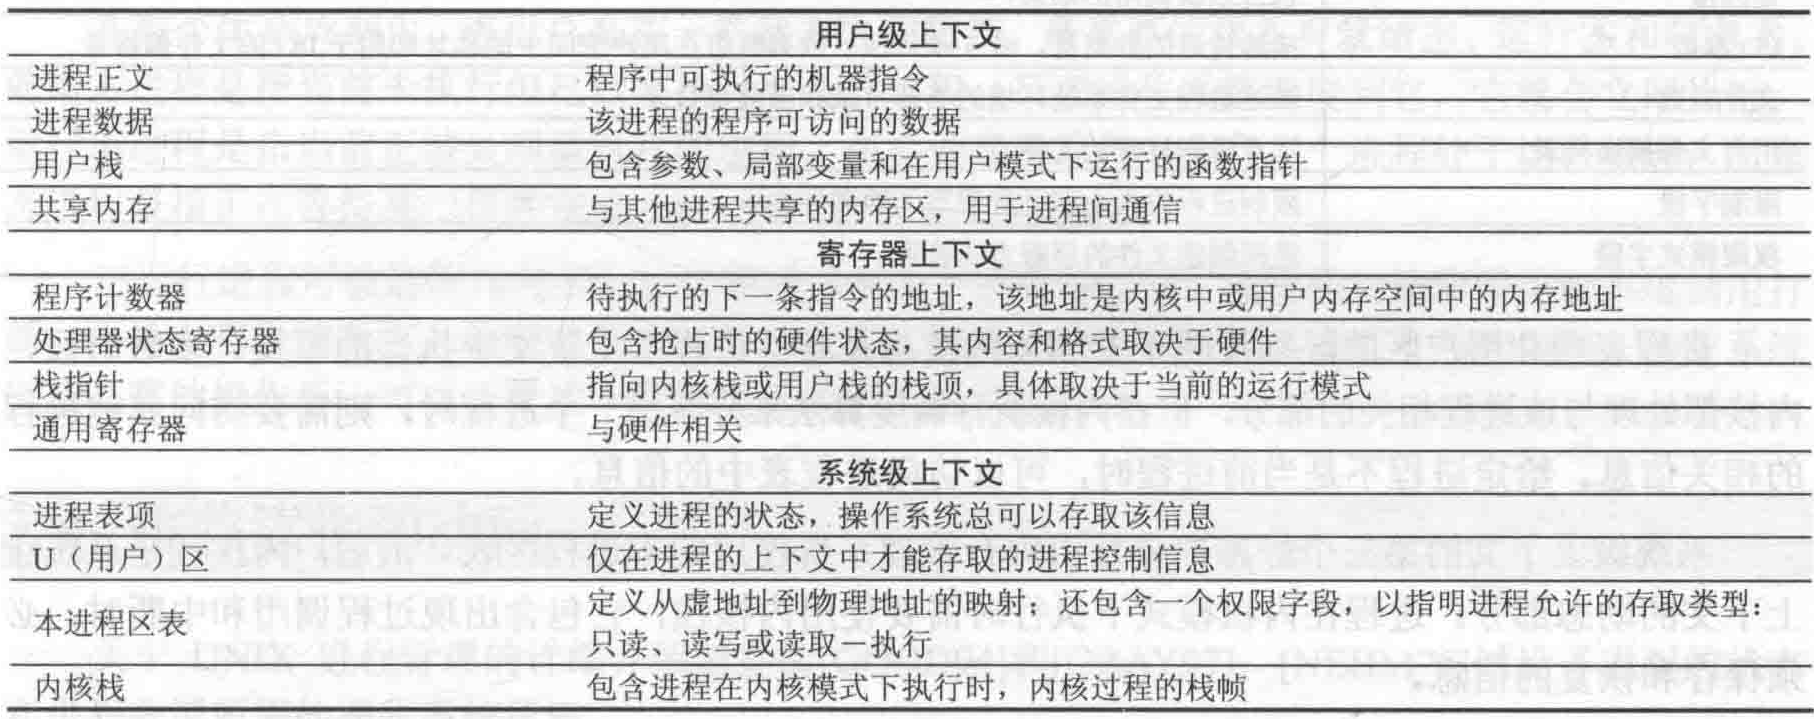 用户级上下文
进程正文 程序中可执行的机器指令
进程数据 该进程的程序可访问的数据
用户栈 包含参数、局部变量和在用户模式下运行的函数指针
共享内存 与其他进程共享的内存区，用于进程间通信
寄存器上下文
程序计数器 待执行的下一条指令的地址，该地址是内核中或用户内存空间中的内存地址
处理器状态寄存器 包含抢占时的硬件状态，其内容和格式取决于硬件
栈指针 指向内核栈或用户栈的栈顶，具体取决于当前的运行模式
通用寄存器 与硬件相关
系统级上下文
进程表项 定义进程的状态，操作系统总可以存取该信息
U（用户）区 仅在进程的上下文中才能存取的进程控制信息
本进程区表 定义从虚地址到物理地址的映射；还包含一个权限字段，以指明进程允许的存取类型：
只读、读写或读取－执行
内核栈 包含进程在内核模式下执行时，内核过程的栈帧